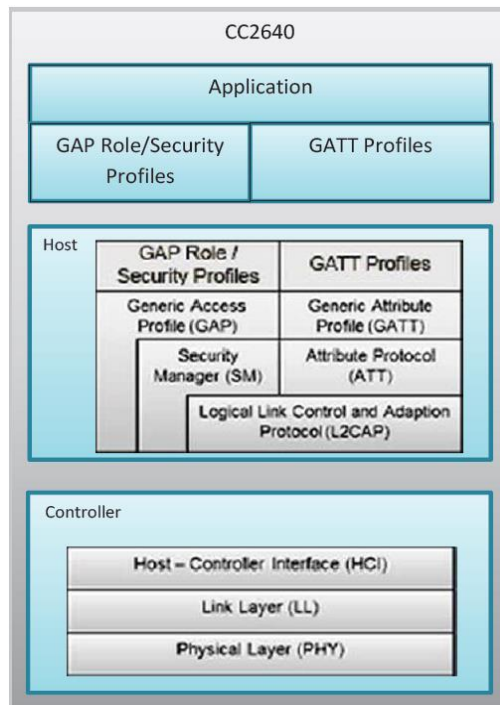 CC2640
Application
GAP Role/Security
Profiles
GATT Profiles
Host
GAP Role /
Security Profiles
GATT Profiles
Generic Access
Profile (GAP)
Generic Attribute
Profile (GATT)
Security
Manager (SM)
Attribute Protocol
(ATT)
Logical Link Control and Adaption
Protocol (L2CAP)
Controller
Host – Controller Interface (HCI)
Link Layer (LL)
Physical Layer (PHY)